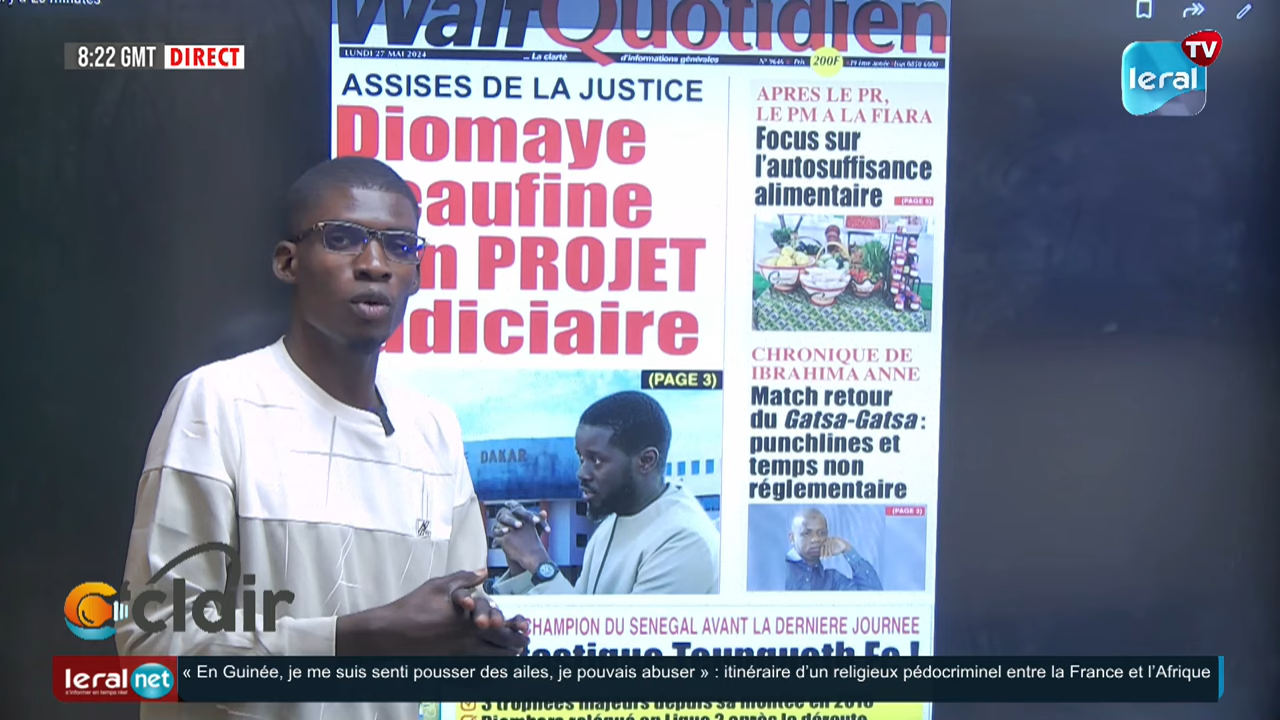 8:22 GMT DIRECT
leral TV
Walf Quotidien
LUNDI 27 MAI 2024
... La clarté
d'informations générales
200F
ASSISES DE LA JUSTICE
Diomaye
eaufine
n PROJET
diciaire
(PAGE 3)
DAKAR
APRES LE PR,
LE PM A LA FIARA
Focus sur
l'autosuffisance
alimentaire
(PAGE 5)
CHRONIQUE DE
IBRAHIMA ANNE
Match retour
du Gatsa-Gatsa :
punchlines et
temps non
réglementaire
CHAMPION DU SENEGAL AVANT LA DERNIERE JOURNEE
clair
leral net
« En Guinée, je me suis senti pousser des ailes, je pouvais abuser » : itinéraire d'un religieux pédocriminel entre la France et l'Afrique